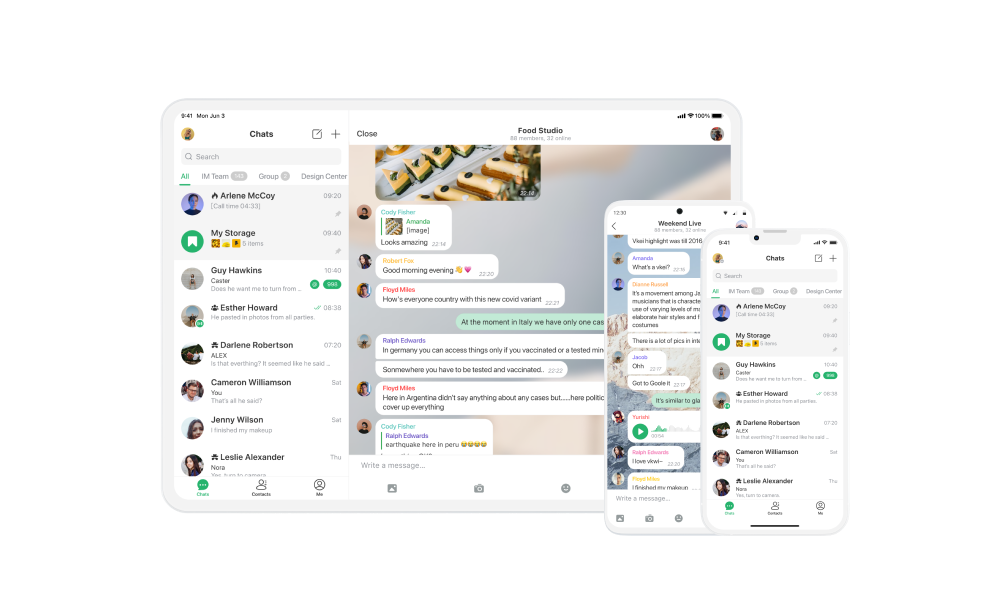 9:41 Mon Jun 3
100%
Chats
Search
All IM Team 143 Group 2 Design Center
Arlene McCoy 09:20
[Call time 04:33]
My Storage 09:40
5 items
Guy Hawkins 10:40
Caster
Does he want me to turn from ... @ 998
Esther Howard 08:38
He pasted in photos from all parties.
Darlene Robertson 07:20
ALEX
Is that everything? It seemed like he said ...
Cameron Williamson Sat
You
That's all he said?
Jenny Wilson Sat
I finished my makeup
Leslie Alexander Thu
Nora
Yes, turn to camera
Chats Contacts Me
Close
Food Studio
88 members, 32 online
22:16
Cody Fisher
Amanda
[image]
Looks amazing 22:14
Robert Fox
Good morning evening 👋 💗 22:20
Floyd Miles
How's everyone country with this new covid variant 22:21
At the moment in Italy we have only one cas
Ralph Edwards
In germany you can access things only if you vaccinated or a tested min
Sonmewhere you have to be tested and vaccinated.. 22:22
Floyd Miles
Here in Argentina didn't say anything about any cases but.....here politic
cover up everything
Cody Fisher
Ralph Edwards
earthquake here in peru 😂😂😂😂
Write a message...
12:30
Weekend Live
88 members, 32 online
Vkei highlight was till 2016
Amanda
What's a vkei? 22:16
Dianne Russell
It's a movement among Ja
musicians that is characte
use of varying levels of m
elaborate hair styles and f
costumes
There is a lot of pics in inte
Jacob
Ohh 22:17
Got to Goole it 22:17
It's similar to gla
Yurishi
00:14
Ralph Edwards
I love vkwi~ 22:20
Floyd Miles
I finished my makeup
Write a message...
9:41
Chats
Search
All IM Team Group Design Center
Arlene McCoy 09:20
[Call time 04:33]
My Storage 09:40
5 items
Guy Hawkins 10:40
Caster
Does he want me to turn from ... @ 998
Esther Howard 08:38
He pasted in photos from all parties.
Darlene Robertson 07:20
ALEX
Is that everything? It seemed like he said ...
Cameron Williamson Sat
You
That's all he said?
Leslie Alexander Thu
Nora
Yes, turn to camera
Chats Contacts Me